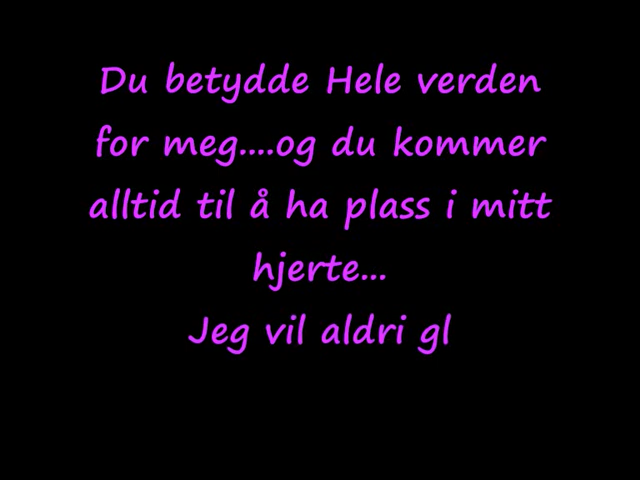 Du betydde Hele verden
for meg....og du kommer
alltid til å ha plass i mitt
hjerte...
Jeg vil aldri gl